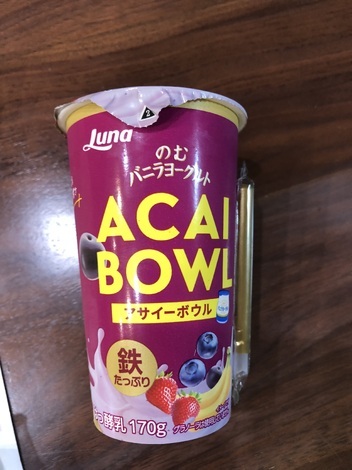 Luna
のむ
バニラヨーグルト
ACAI
BOWL
アサイーボウル
鉄
たっぷり
酵乳 170g